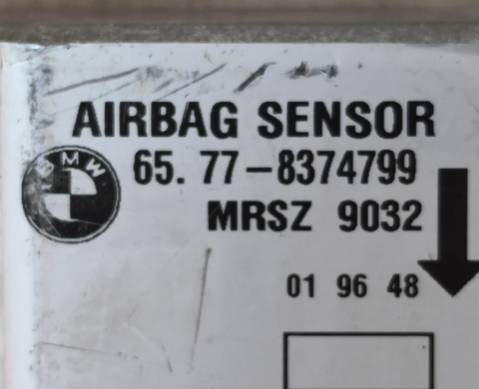 AIRBAG SENSOR
BMW
65. 77-8374799
MRSZ 9032
01 96 48